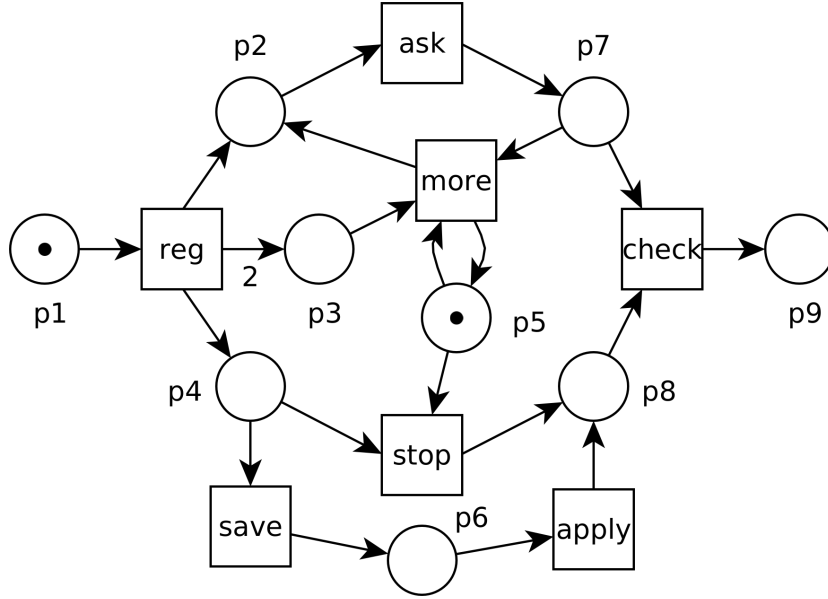 ask
p2
p7
more
reg
2
check
p1
p3
p5
p9
p4
p8
stop
save
p6
apply